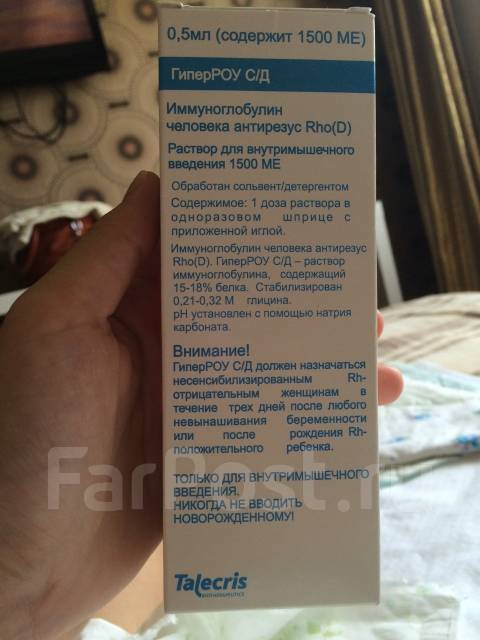 0,5мл (содержит 1500 МЕ)
ГиперРОУ С/Д
Иммуноглобулин
человека антирезус Rho(D)
Раствор для внутримышечного
введения 1500 МЕ
Обработан сольвент/детергентом
Содержимое: 1 доза раствора в
одноразовом шприце с
приложенной иглой.
Иммуноглобулин человека антирезус
Rho(D). ГиперРОУ С/Д – раствор
иммуноглобулина, содержащий
15-18% белка. Стабилизирован
0,21-0,32 М глицина.
рН установлен с помощью натрия
карбоната.
Внимание!
ГиперРОУ С/Д должен назначаться
несенсибилизированным Rh-
отрицательным женщинам в
течение трех дней после любого
невынашивания беременности
или после рождения Rh-
положительного ребенка.
ТОЛЬКО ДЛЯ ВНУТРИМЫШЕЧНОГО
ВВЕДЕНИЯ.
НИКОГДА НЕ ВВОДИТЬ
НОВОРОЖДЕННОМУ!
Talecris
BIOTHERAPEUTICS
FarPost.ru